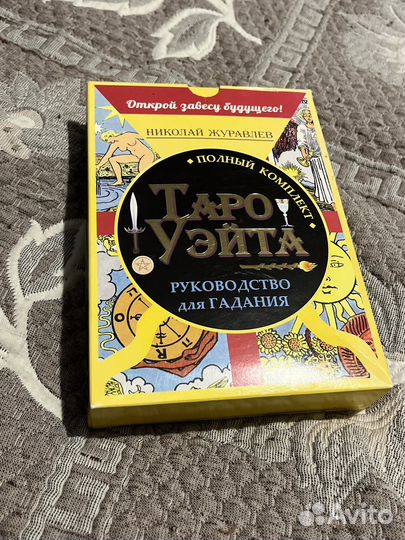 Открой завесу будущего!
НИКОЛАЙ ЖУРАВЛЕВ
ПОЛНЫЙ КОМПЛЕКТ
ТАРО
УЭЙТА
РУКОВОДСТВО
для ГАДАНИЯ
Avito